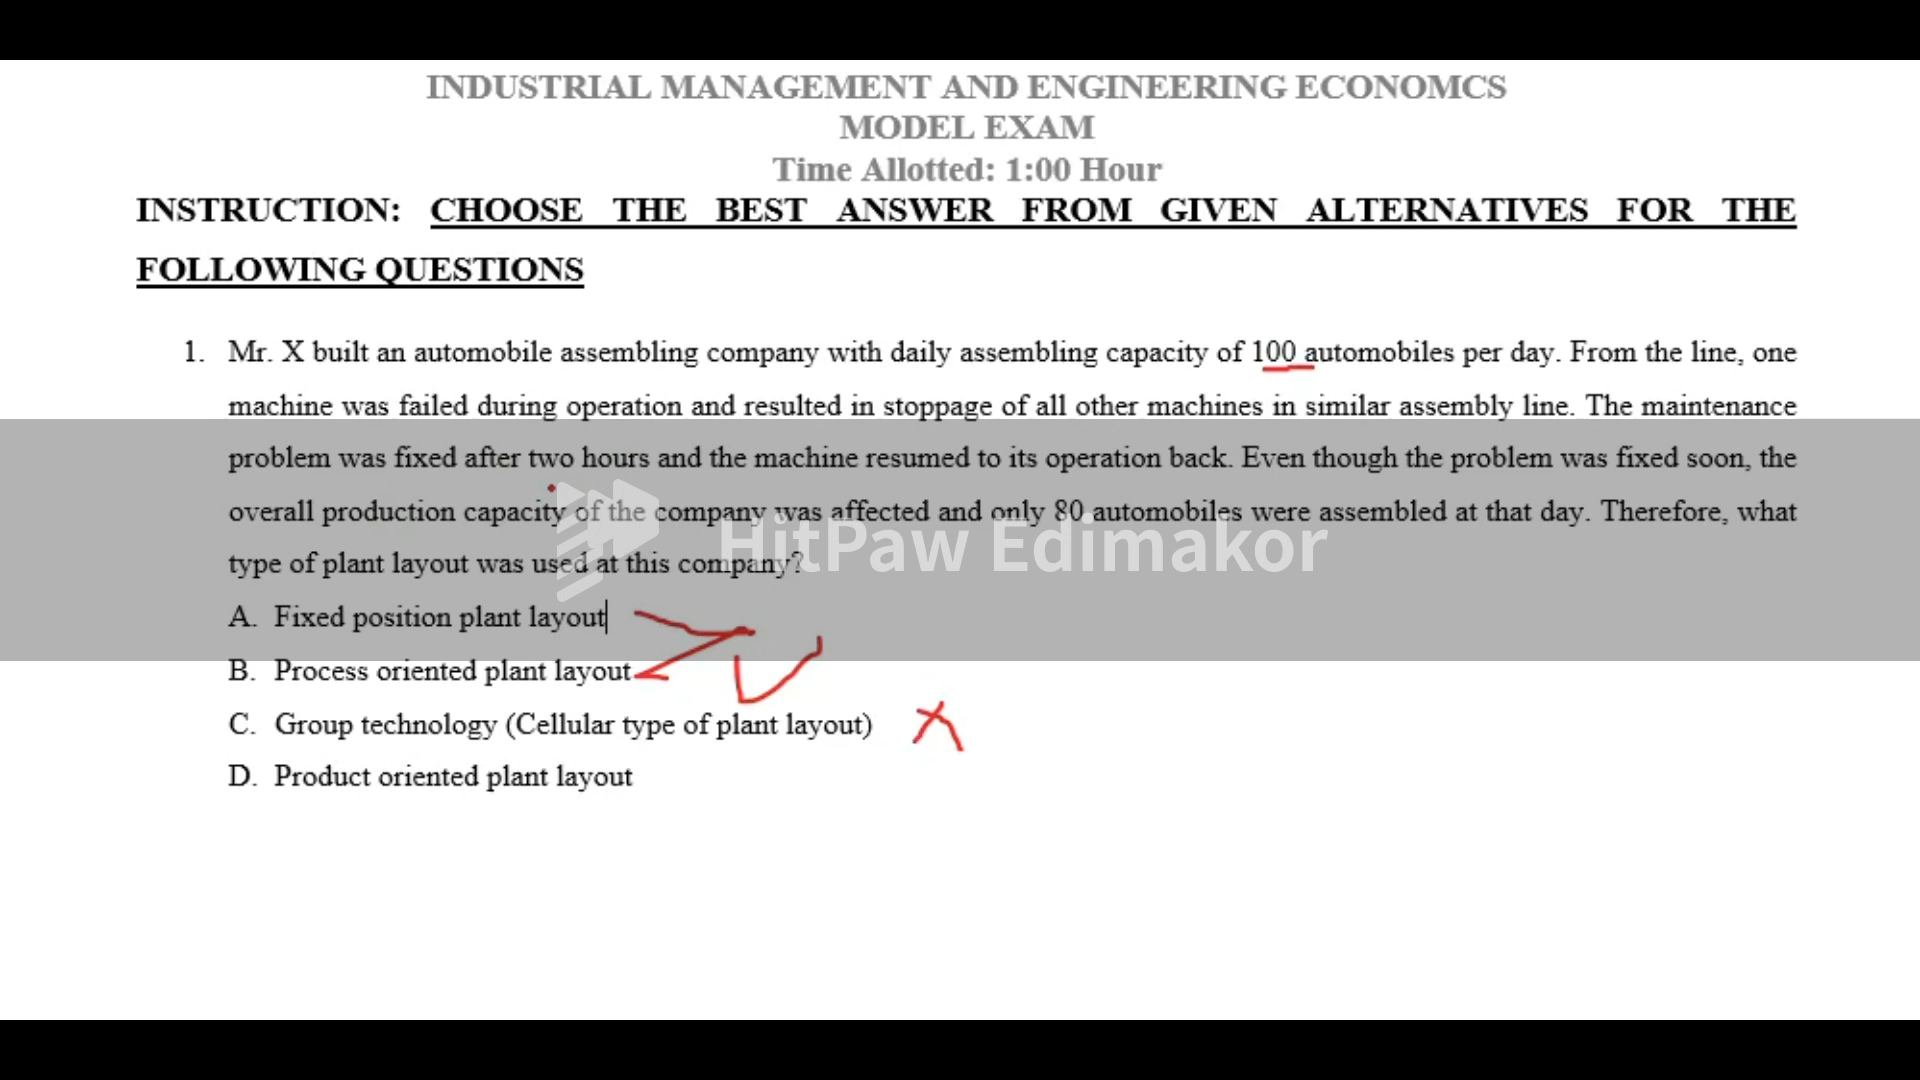 INDUSTRIAL MANAGEMENT AND ENGINEERING ECONOMCS
MODEL EXAM
Time Allotted: 1:00 Hour
INSTRUCTION: CHOOSE THE BEST ANSWER FROM GIVEN ALTERNATIVES FOR THE
FOLLOWING QUESTIONS
1. Mr. X built an automobile assembling company with daily assembling capacity of 100 automobiles per day. From the line, one
machine was failed during operation and resulted in stoppage of all other machines in similar assembly line. The maintenance
problem was fixed after two hours and the machine resumed to its operation back. Even though the problem was fixed soon, the
overall production capacity of the company was affected and only 80 automobiles were assembled at that day. Therefore, what
HitPaw Edimakor
type of plant layout was used at this company?
A. Fixed position plant layout
B. Process oriented plant layout
C. Group technology (Cellular type of plant layout)
D. Product oriented plant layout